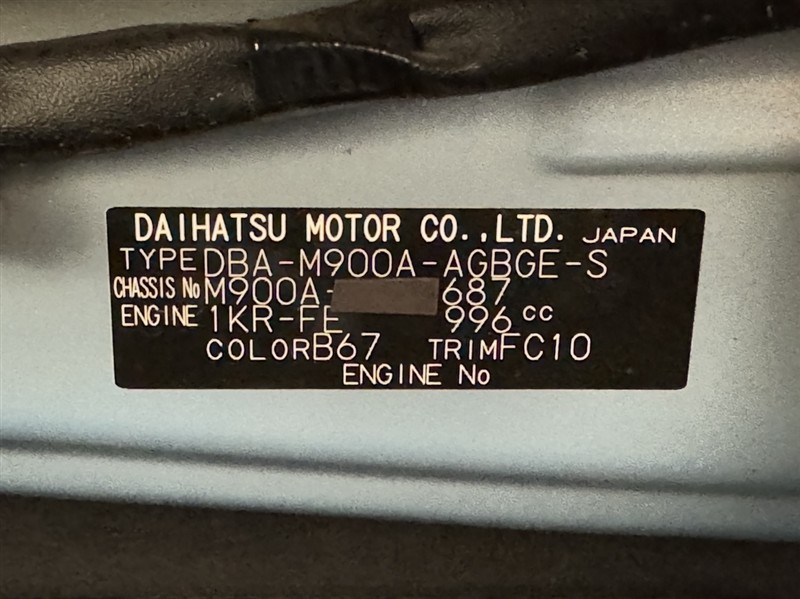 DAIHATSU MOTOR CO.,LTD. JAPAN
TYPE DBA-M900A-AGBGE-S
CHASSIS No M900A- 687
ENGINE 1KR-FE 996 cc
COLOR B67 TRIM FC10
ENGINE No